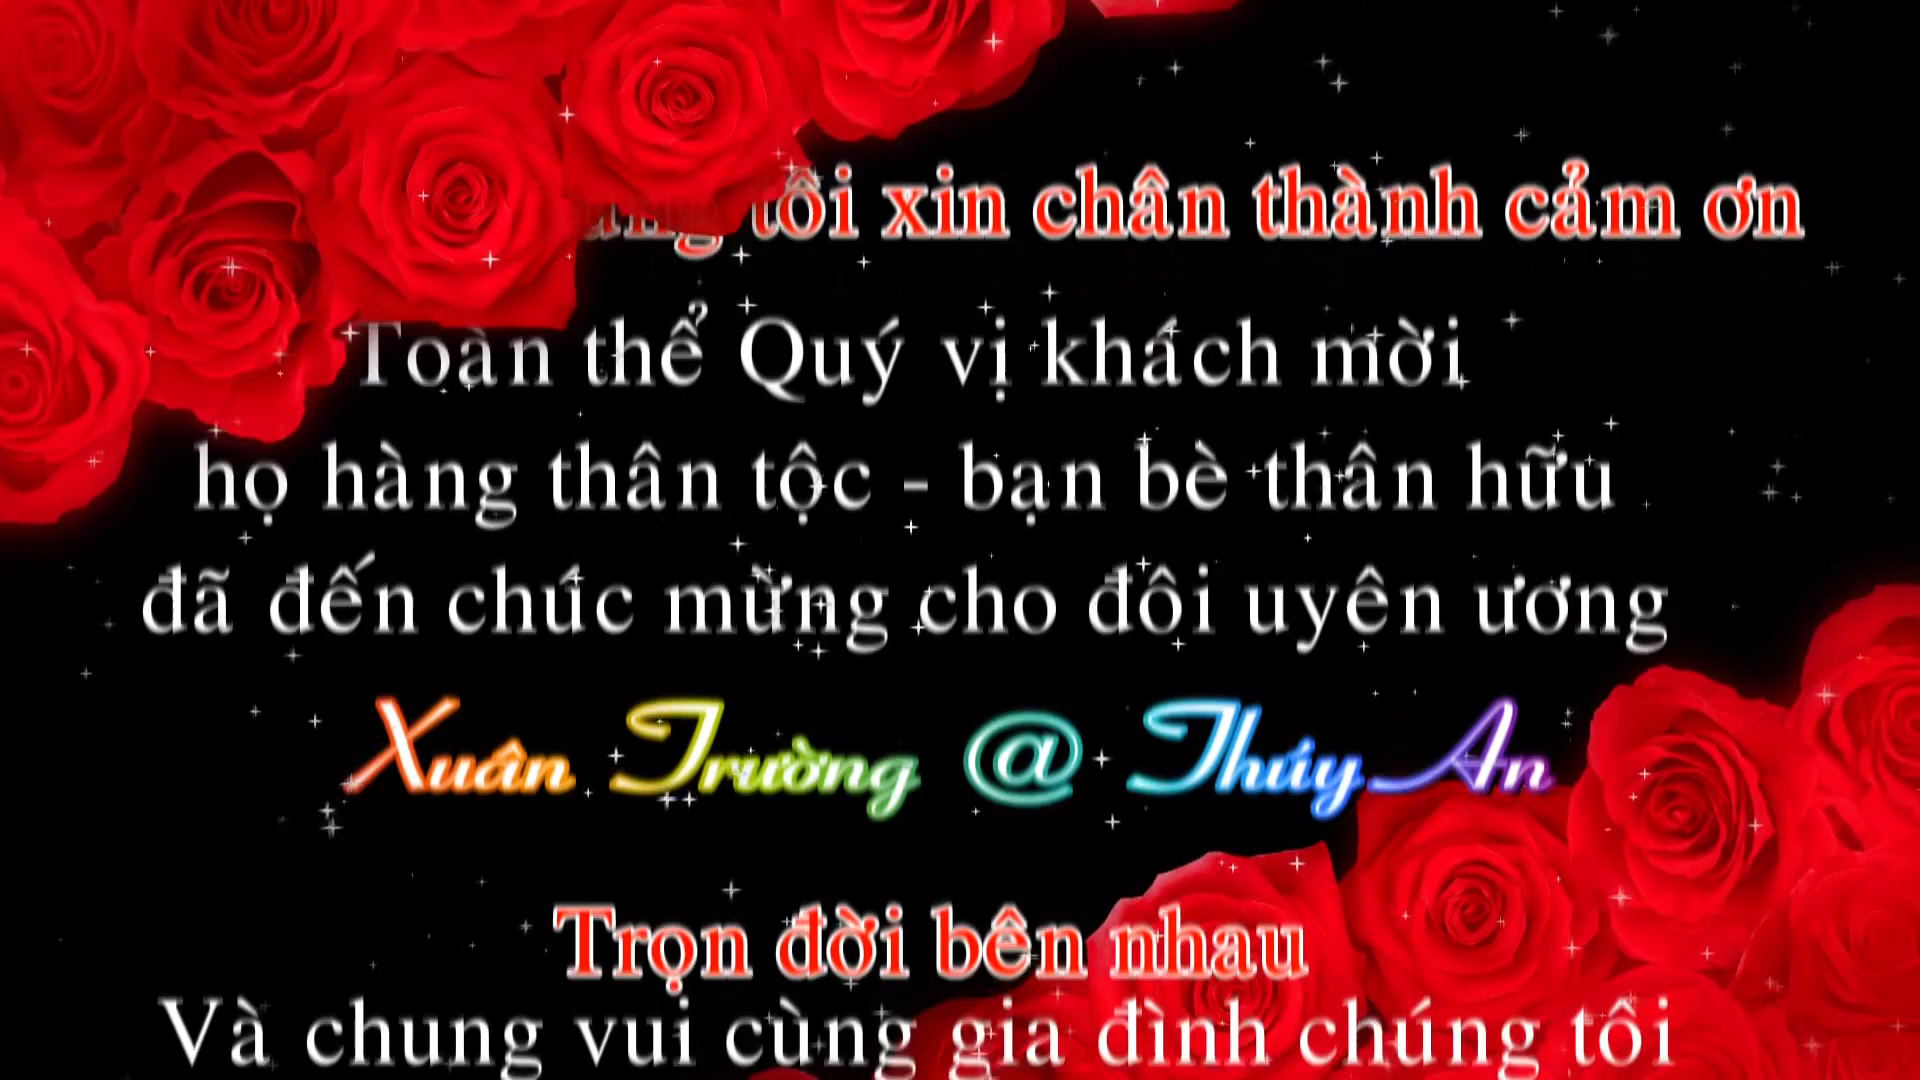 tôi xin chân thành cảm ơn
Toàn thể Quý vị khách mời
họ hàng thân tộc - bạn bè thân hữu
đã đến chúc mừng cho đôi uyên ương
Xuân Trường @ Thúy An
Trọn đời bên nhau
Và chung vui cùng gia đình chúng tôi